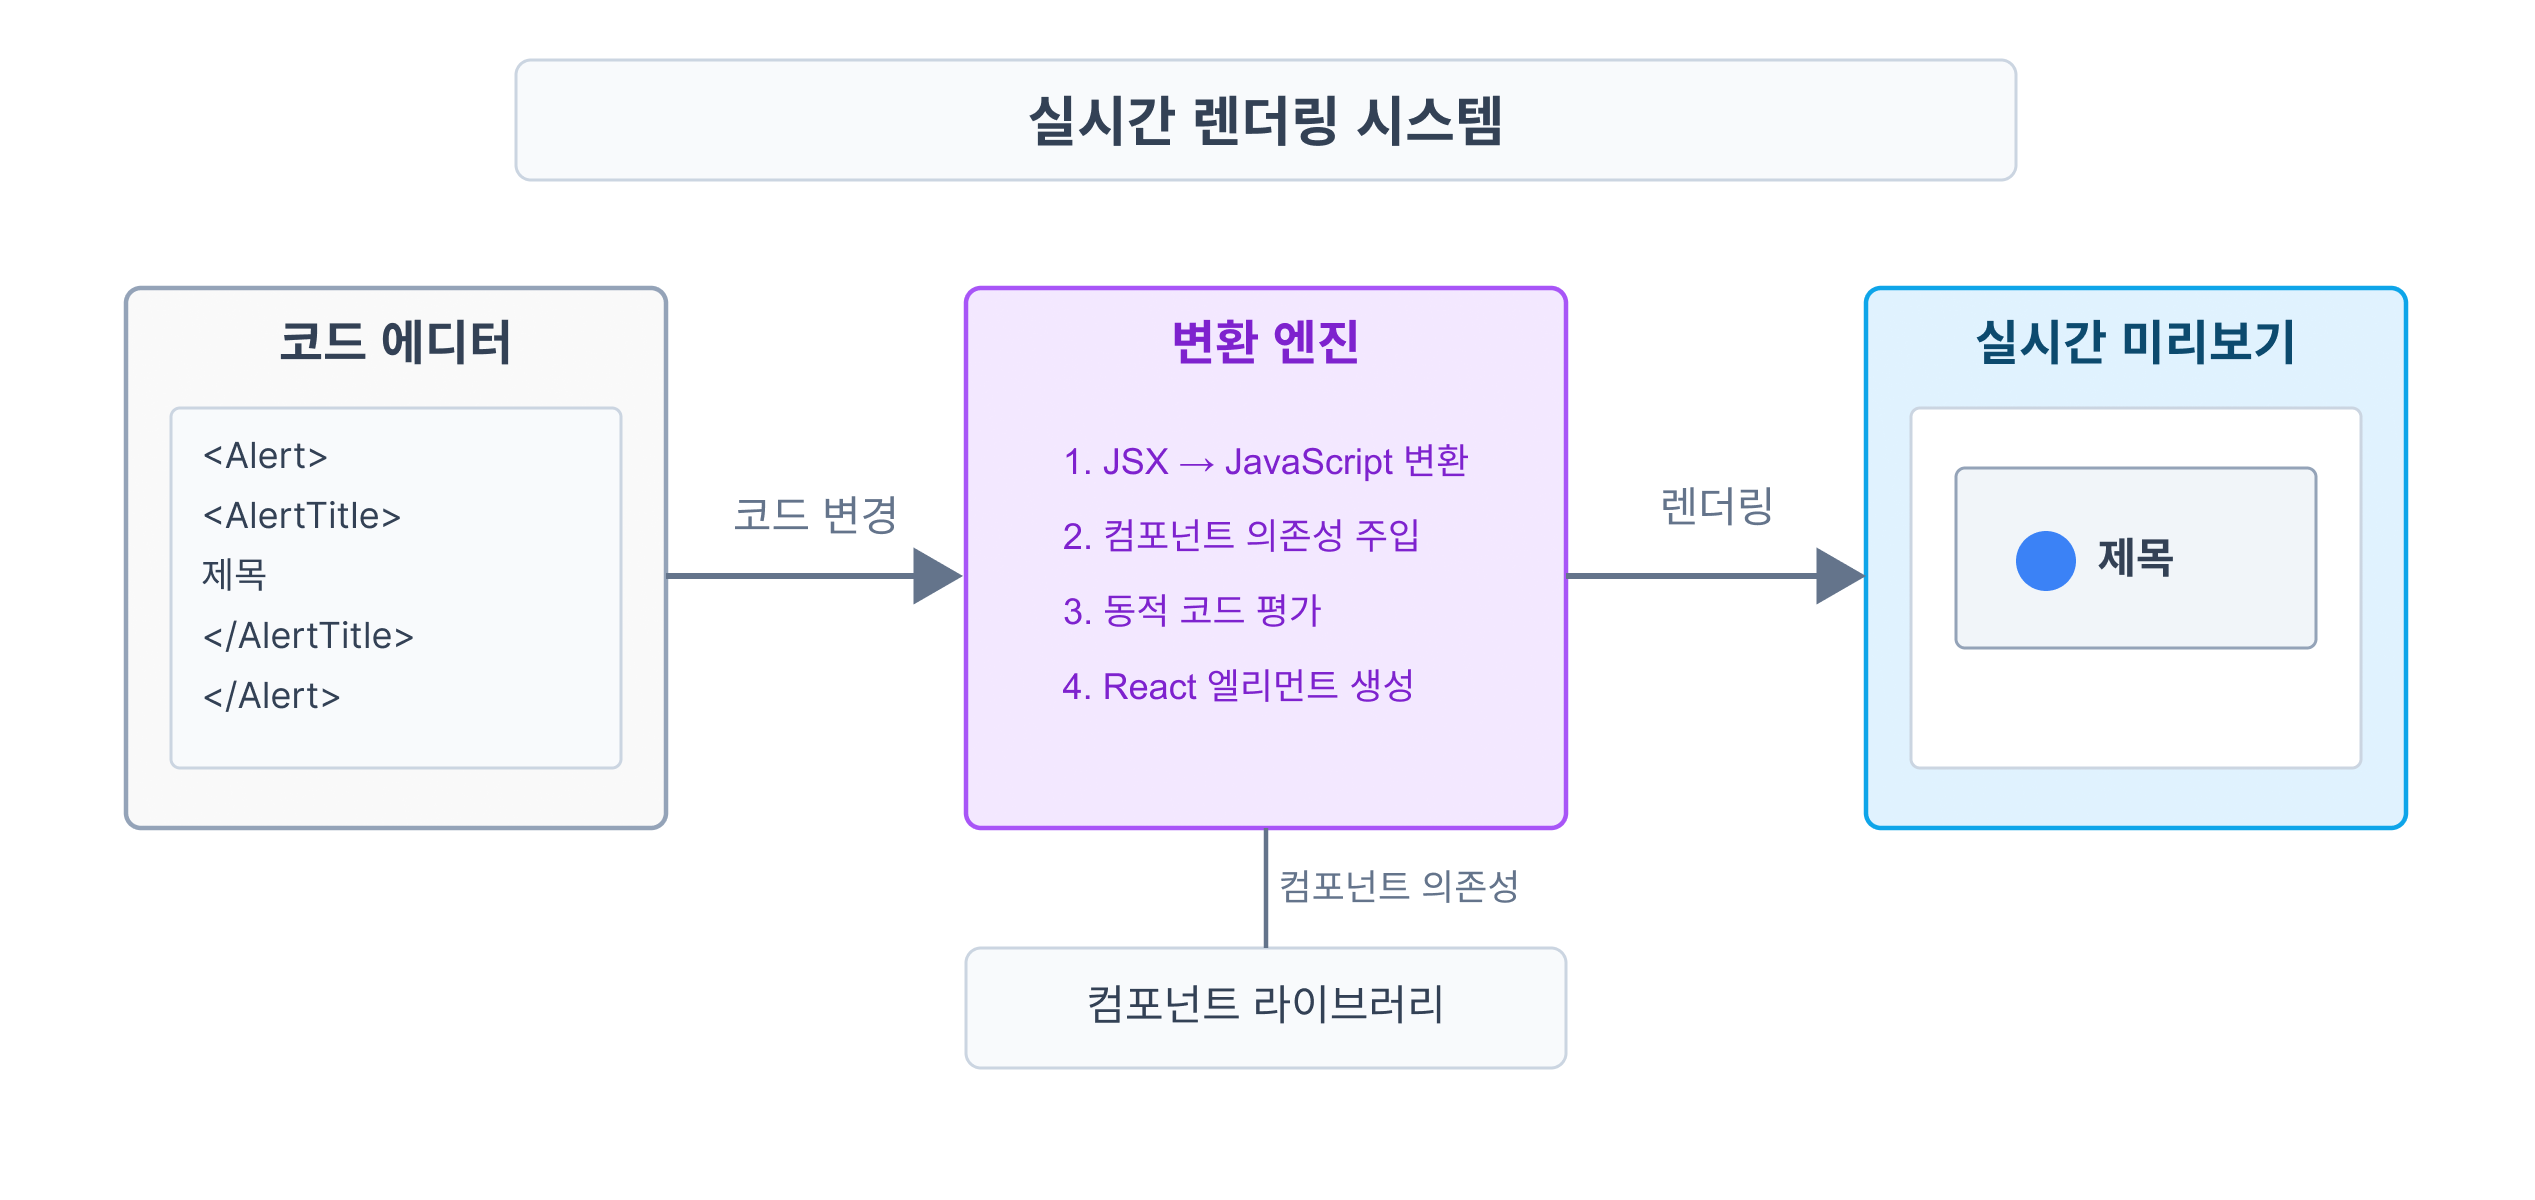 실시간 렌더링 시스템
코드 에디터
<Alert>
<AlertTitle>
제목
</AlertTitle>
</Alert>
코드 변경
변환 엔진
1. JSX → JavaScript 변환
2. 컴포넌트 의존성 주입
3. 동적 코드 평가
4. React 엘리먼트 생성
렌더링
실시간 미리보기
제목
컴포넌트 의존성
컴포넌트 라이브러리